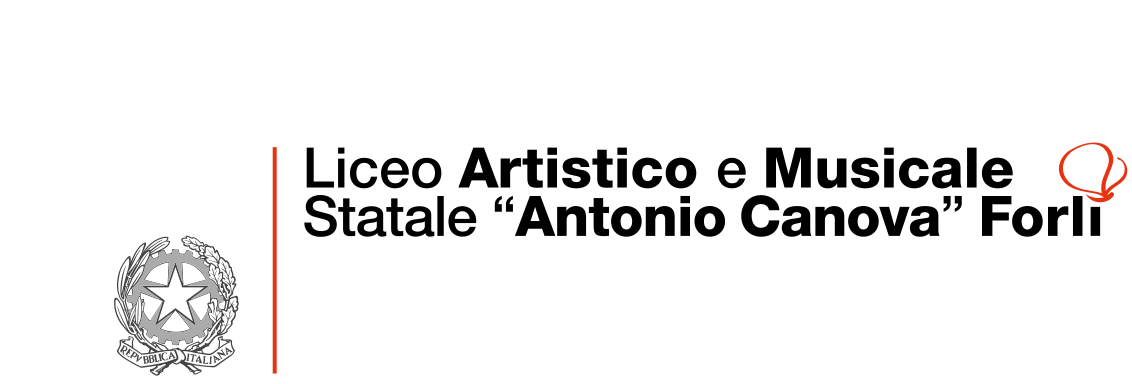 Liceo Artistico e Musicale
Statale “Antonio Canova” Forlì
REPVBBLICA ITALIANA